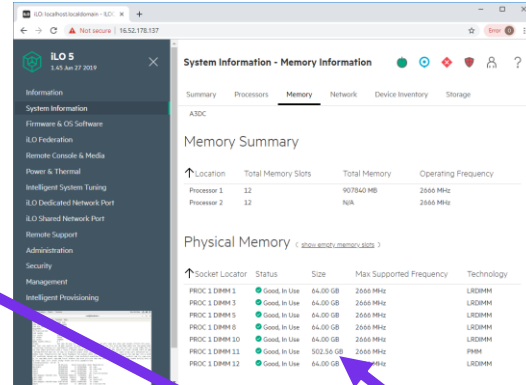 iLO: localhost.localdomain - iLO
Not secure | 16.52.178.137
Error
iLO 5
1.45 Jun 27 2019
Information
System Information
Firmware & OS Software
iLO Federation
Remote Console & Media
Power & Thermal
Intelligent System Tuning
iLO Dedicated Network Port
iLO Shared Network Port
Remote Support
Administration
Security
Management
Intelligent Provisioning
System Information - Memory Information
Summary Processors Memory Network Device Inventory Storage
A3DC
Memory Summary
Location Total Memory Slots Total Memory Operating Frequency
Processor 1 12 907840 MB 2666 MHz
Processor 2 12 N/A 2666 MHz
Physical Memory ( show empty memory slots )
Socket Locator Status Size Max Supported Frequency Technology
PROC 1 DIMM 1 Good, In Use 64.00 GB 2666 MHz LRDIMM
PROC 1 DIMM 3 Good, In Use 64.00 GB 2666 MHz LRDIMM
PROC 1 DIMM 5 Good, In Use 64.00 GB 2666 MHz LRDIMM
PROC 1 DIMM 8 Good, In Use 64.00 GB 2666 MHz LRDIMM
PROC 1 DIMM 10 Good, In Use 64.00 GB 2666 MHz LRDIMM
PROC 1 DIMM 11 Good, In Use 502.56 GB 2666 MHz PMM
PROC 1 DIMM 12 Good, In Use 64.00 GB 2666 MHz LRDIMM